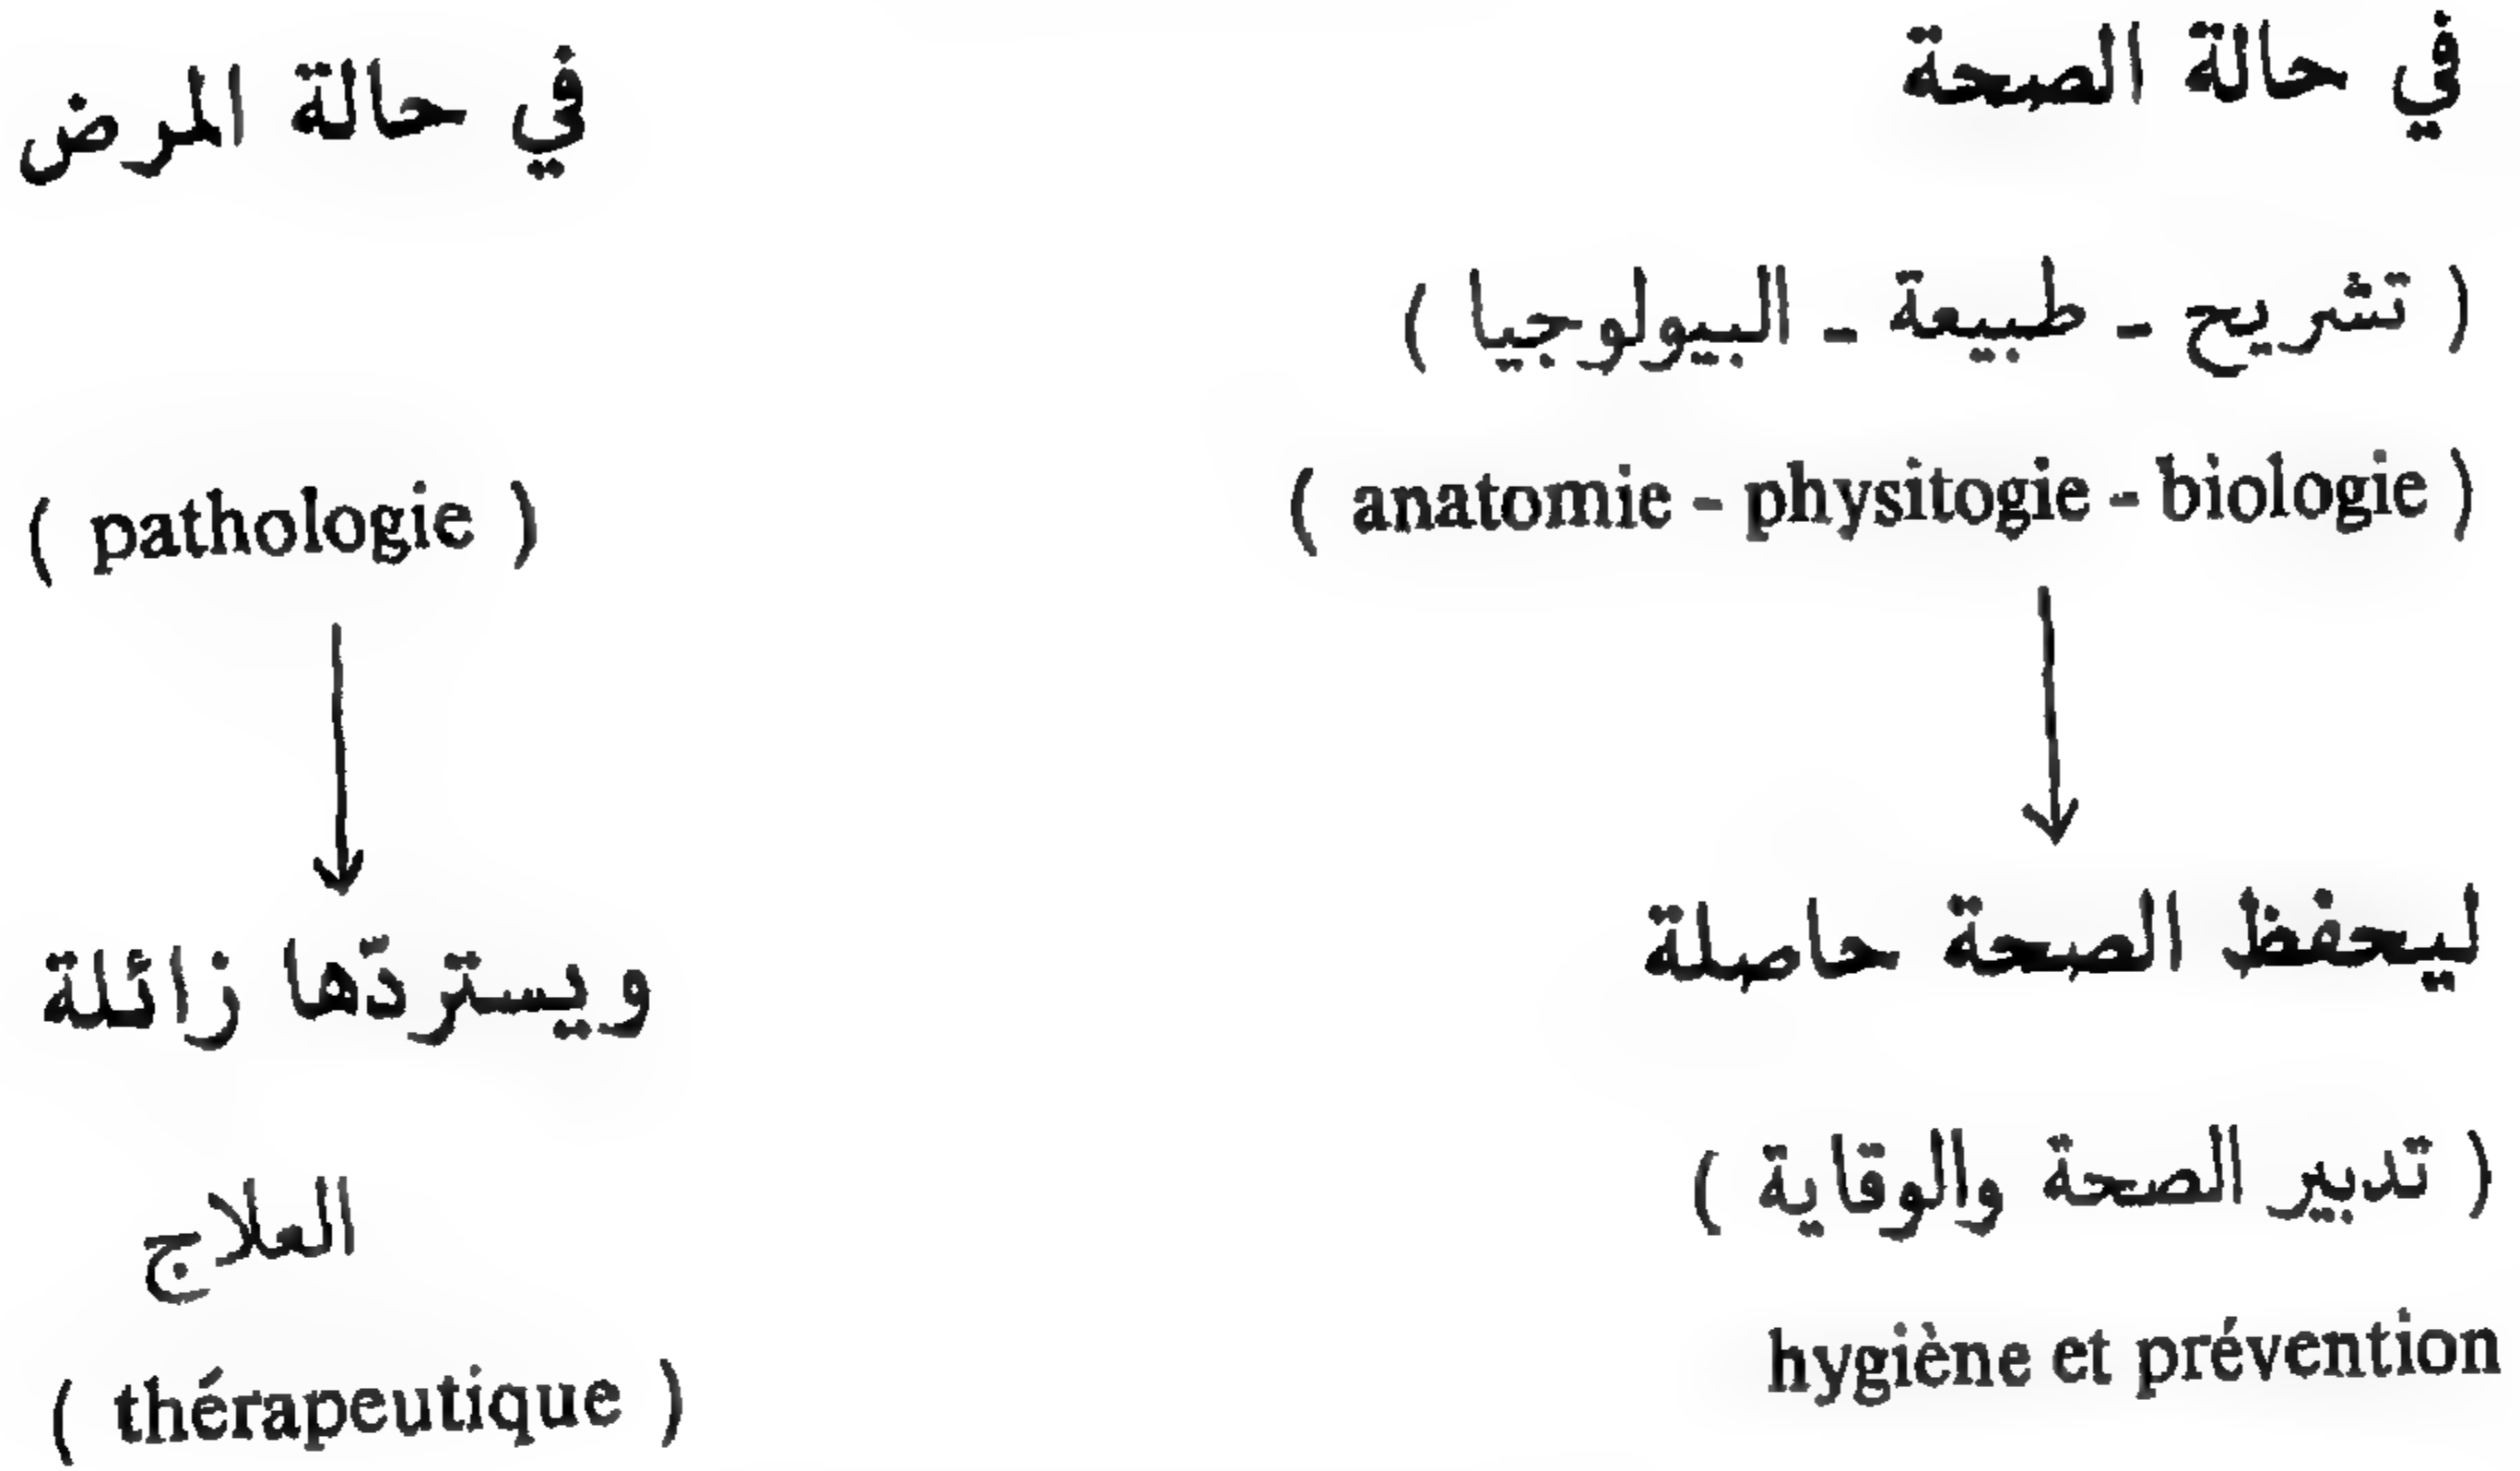 في حالة الصحة
( تشريح - طبيعة - البيولوجيا )
( anatomie - physitogie - biologie )
ليحفظ الصحة حاصلة
( تدبير الصحة والوقاية )
hygiène et prévention
في حالة المرض
( pathologie )
ويستردّها زائلة
العلاج
( thérapeutique )